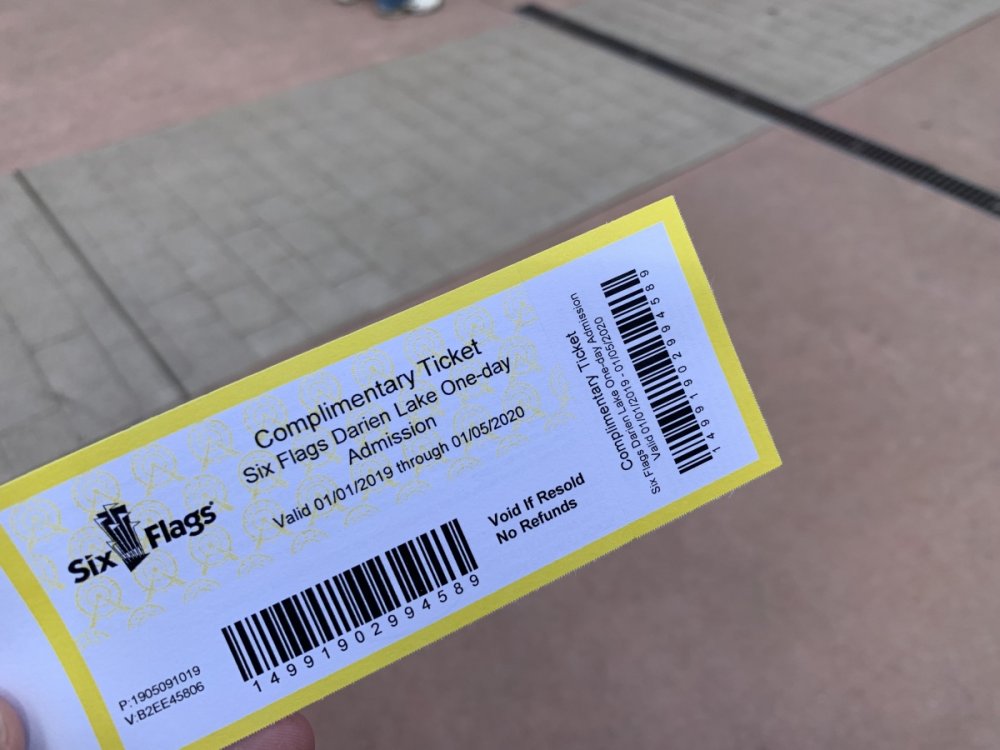 Complimentary Ticket
Six Flags Darien Lake One-day
Admission
Valid 01/01/2019 through 01/05/2020
Six Flags
Void If Resold
No Refunds
14991902994589
P:1905091019
V:B2EE45806
Complimentary Ticket
Six Flags Darien Lake One-day Admission
Valid 01/01/2019 - 01/05/2020
14991902994589